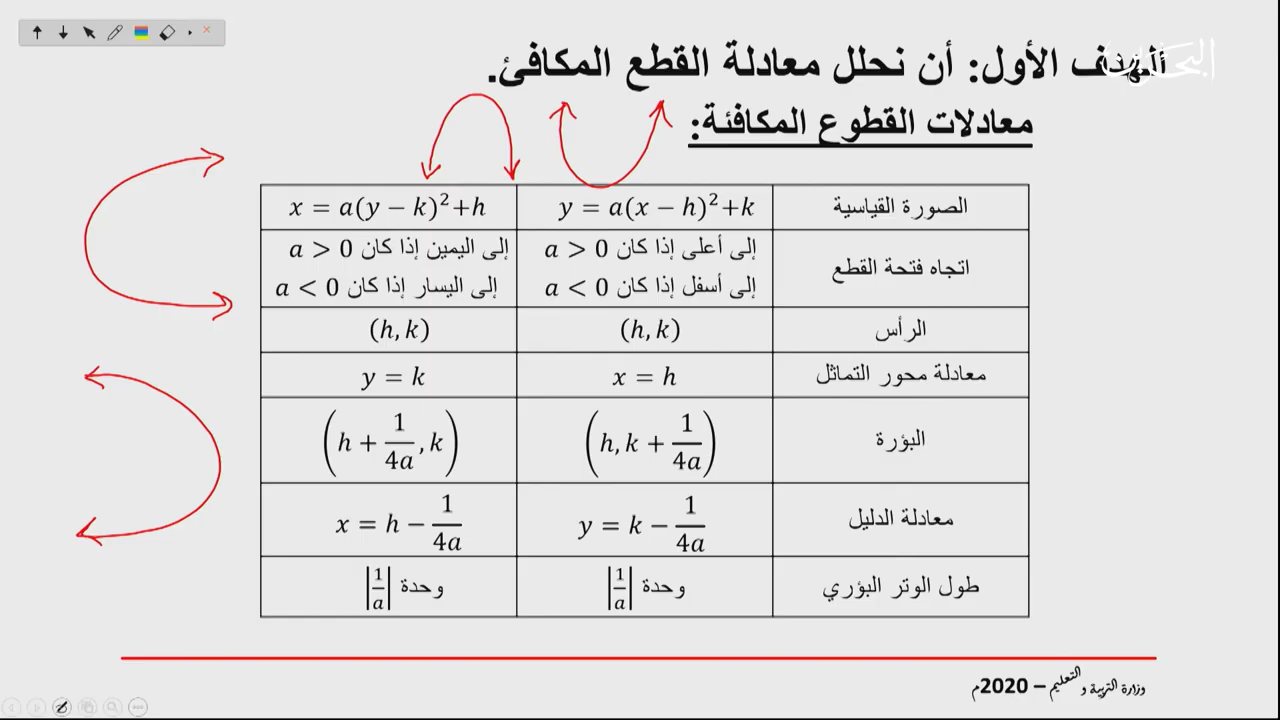 الهدف الأول: أن نحلل معادلة القطع المكافئ.
معادلات القطوع المكافئة:
الصورة القياسية y = a(x − h)²+k x = a(y − k)²+h
اتجاه فتحة القطع
إلى أعلى إذا كان a > 0 إلى اليمين إذا كان a > 0
إلى أسفل إذا كان a < 0 إلى اليسار إذا كان a < 0
الرأس (h, k) (h, k)
معادلة محور التماثل x = h y = k
البؤرة (h, k + 1/4a) (h + 1/4a, k)
معادلة الدليل y = k − 1/4a x = h − 1/4a
طول الوتر البؤري |1/a| وحدة |1/a| وحدة
وزارة التربية و التعليم – 2020م